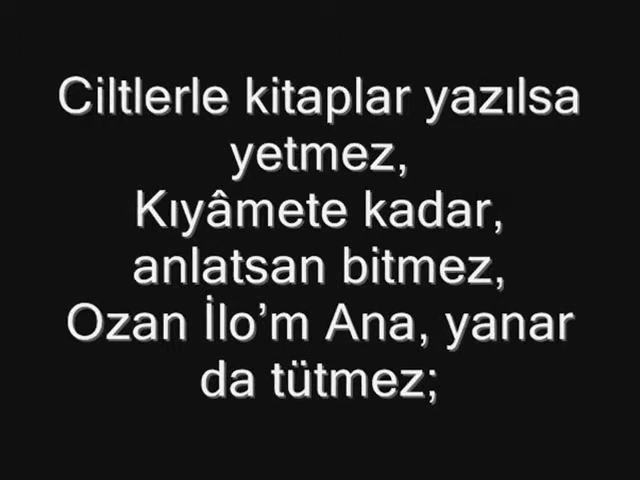 Ciltlerle kitaplar yazılsa
yetmez,
Kıyâmete kadar,
anlatsan bitmez,
Ozan İlo’m Ana, yanar
da tütmez;